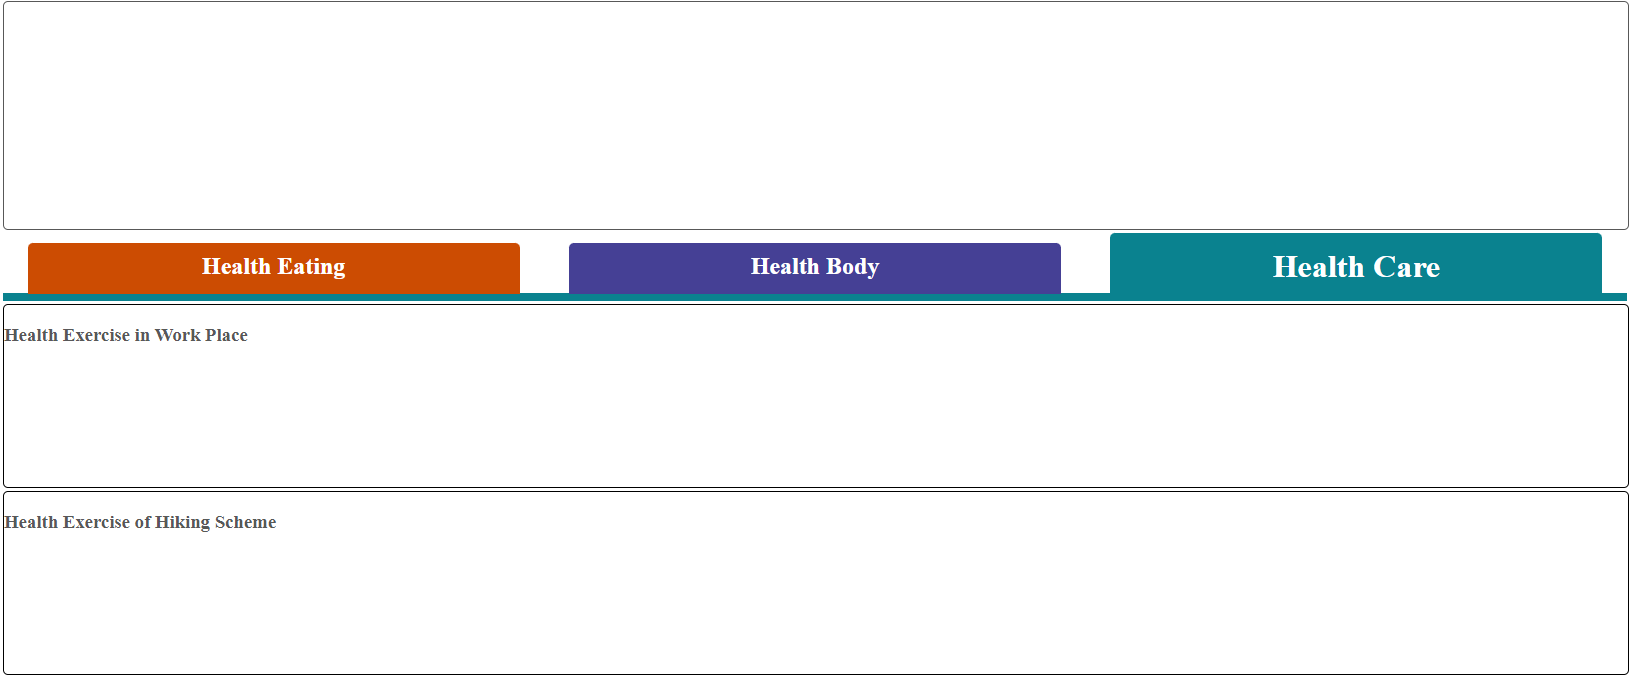 Health Eating
Health Body
Health Care
Health Exercise in Work Place
Health Exercise of Hiking Scheme